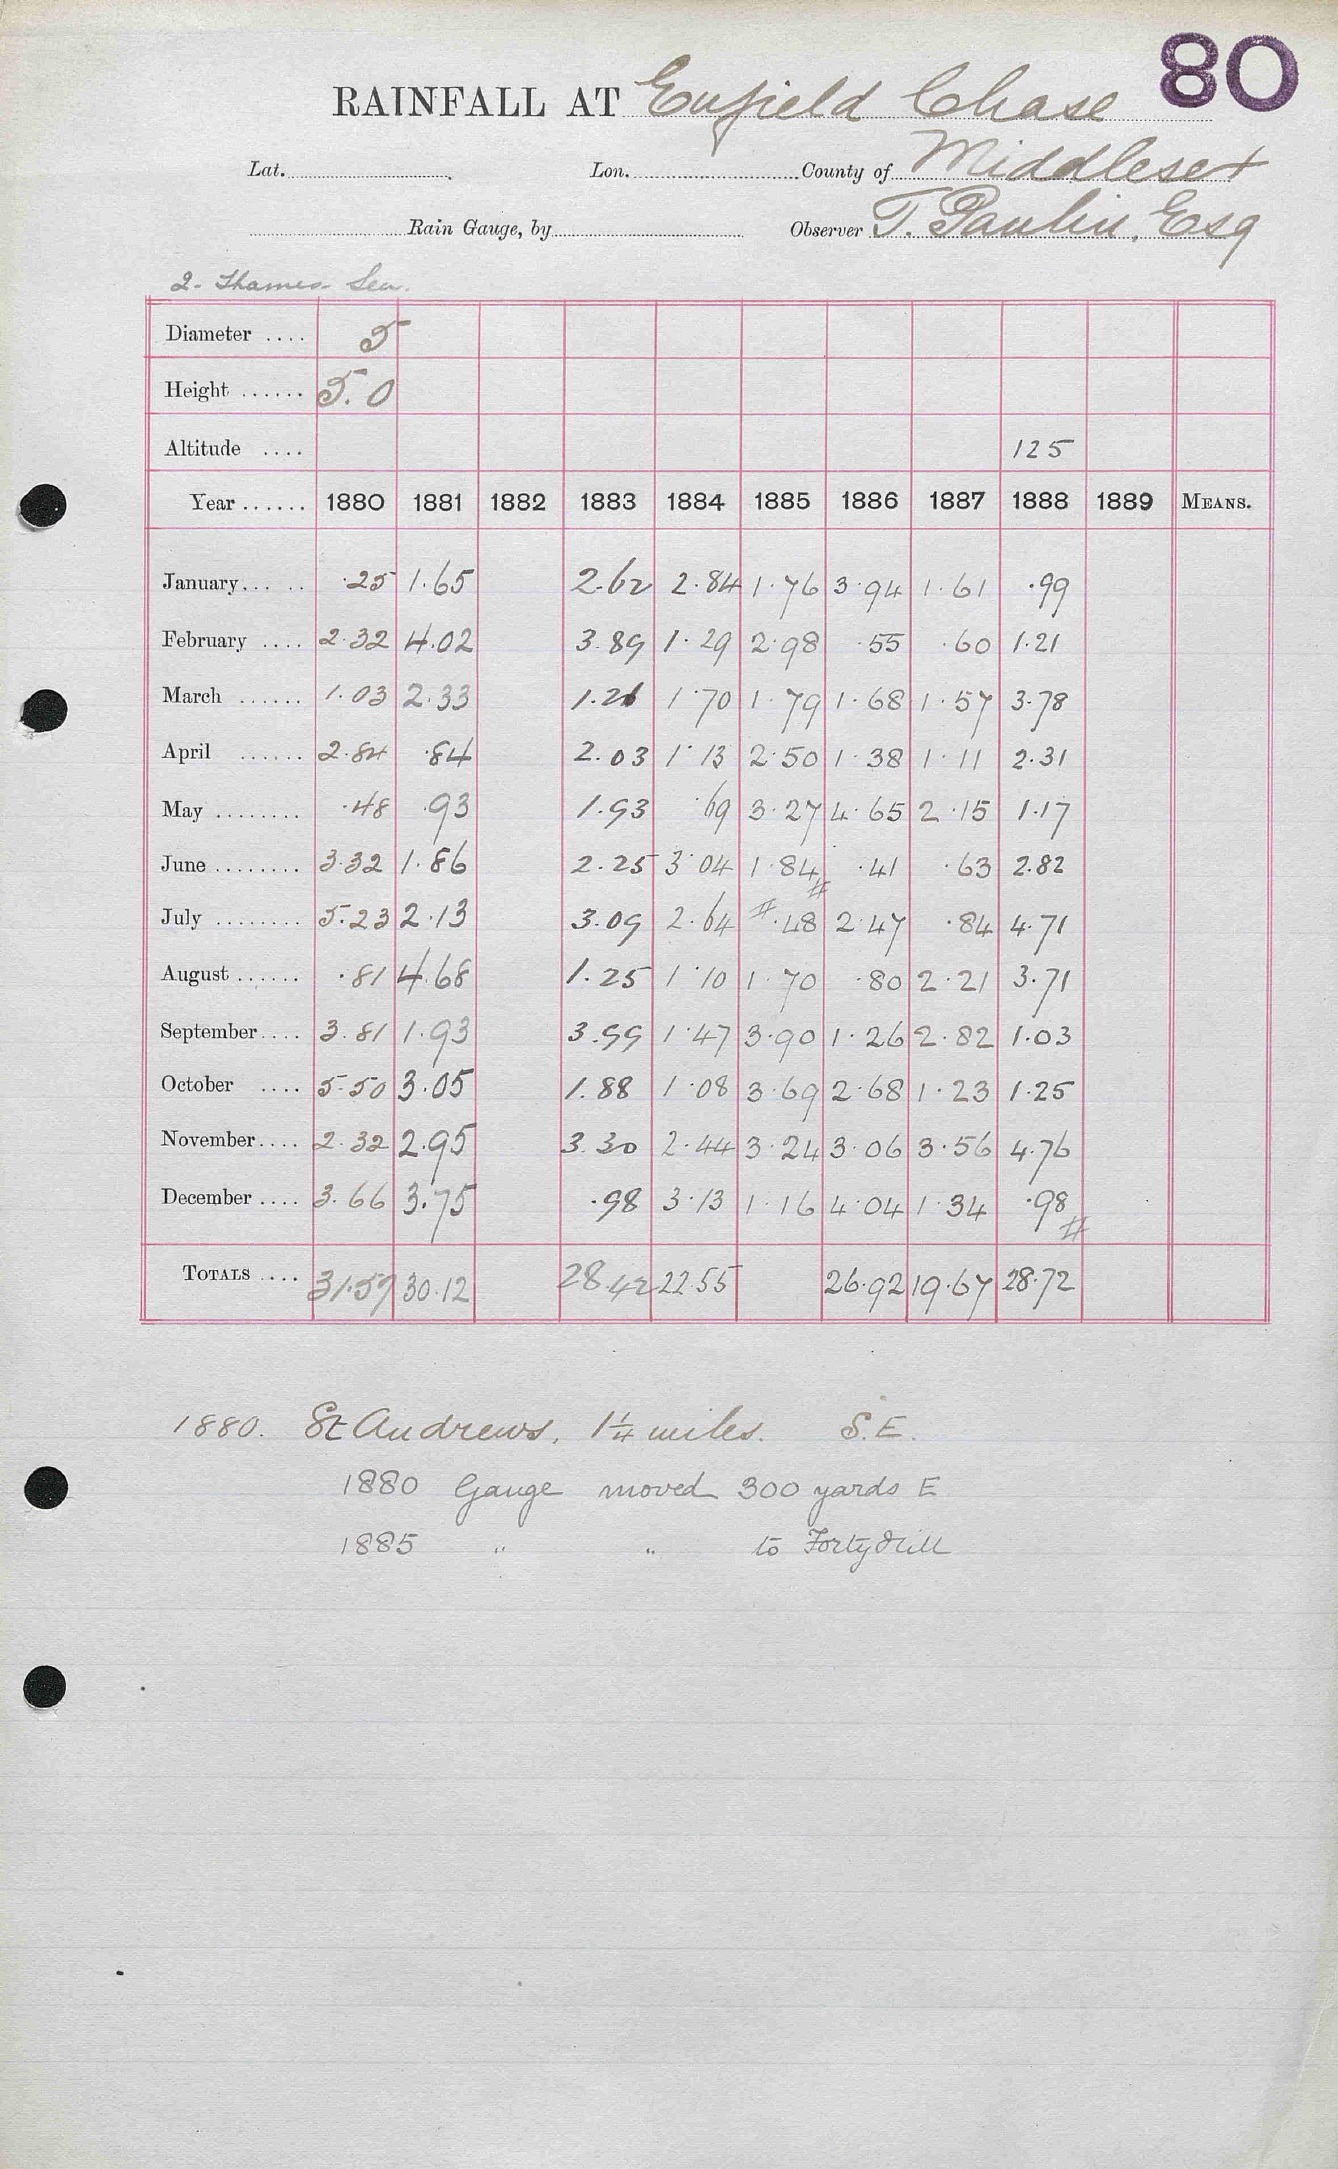 80
RAINFALL AT Enfield Chase
Lat. Lon. County of Middlesex
Rain Gauge, by Observer T. Paulin, Esq
2. Thames - Lea.
Diameter .... 5
Height ...... 5.0
Altitude .... 125
Year ...... 1880 1881 1882 1883 1884 1885 1886 1887 1888 1889 MEANS.
January... .. .25 1.65 2.62 2.84 1.76 3.94 1.61 .99
February .... 2.32 4.02 3.89 1.29 2.98 .55 .60 1.21
March ...... 1.03 2.33 1.21 1.70 1.79 1.68 1.57 3.78
April ...... 2.84 .84 2.03 1.13 2.50 1.38 1.11 2.31
May ........ .48 .93 1.93 .69 3.27 4.65 2.15 1.17
June ........ 3.32 1.86 2.25 3.04 1.84 # .41 .63 2.82
July ........ 5.23 2.13 3.09 2.64 # .48 2.47 .84 4.71
August ...... .81 4.68 1.25 1.10 1.70 .80 2.21 3.71
September.... 3.81 1.93 3.99 1.47 3.90 1.26 2.82 1.03
October .... 5.50 3.05 1.88 1.08 3.69 2.68 1.23 1.25
November.... 2.32 2.95 3.30 2.44 3.24 3.06 3.56 4.76
December .... 3.66 3.75 .98 3.13 1.16 4.04 1.34 .98 #
TOTALS .... 31.57 30.12 28.42 22.55 26.92 19.67 28.72
1880. St Andrews, 1¼ miles. S.E.
1880 Gauge moved 300 yards E
1885 " " to Forty Hill